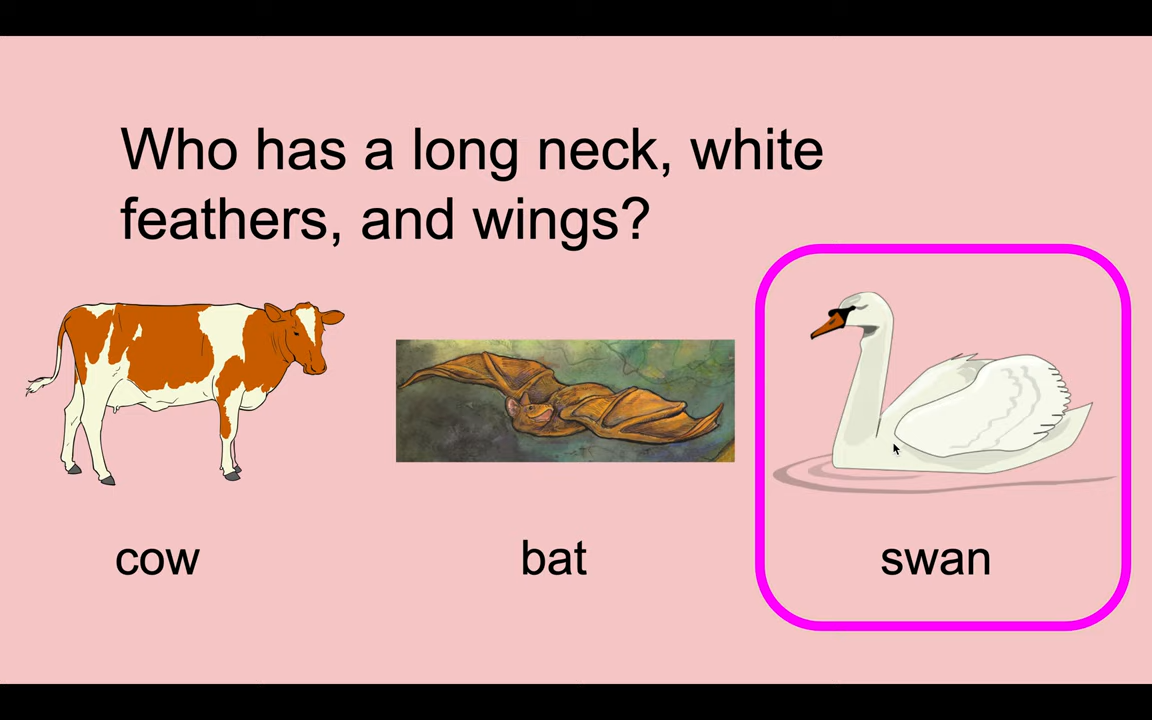 Who has a long neck, white
feathers, and wings?
cow
bat
swan